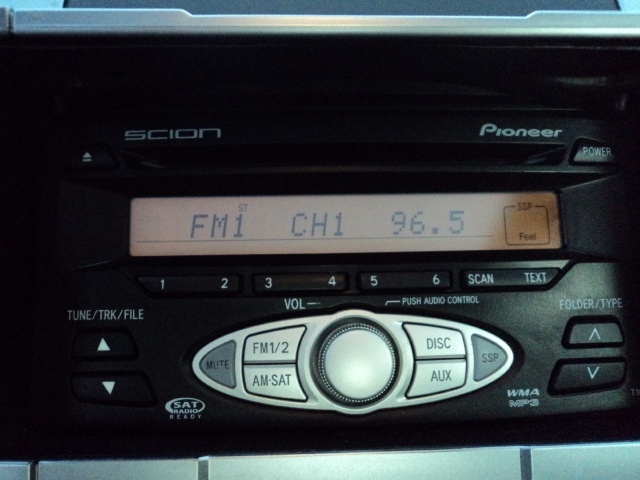 SCION Pioneer
POWER
ST SSP
FM1 CH1 96.5
Feel
1 2 3 4 5 6 SCAN TEXT
VOL PUSH AUDIO CONTROL
TUNE/TRK/FILE FOLDER/TYPE
MUTE FM1/2 DISC SSP
AM·SAT AUX
WMA
MP3
SAT
RADIO
READY